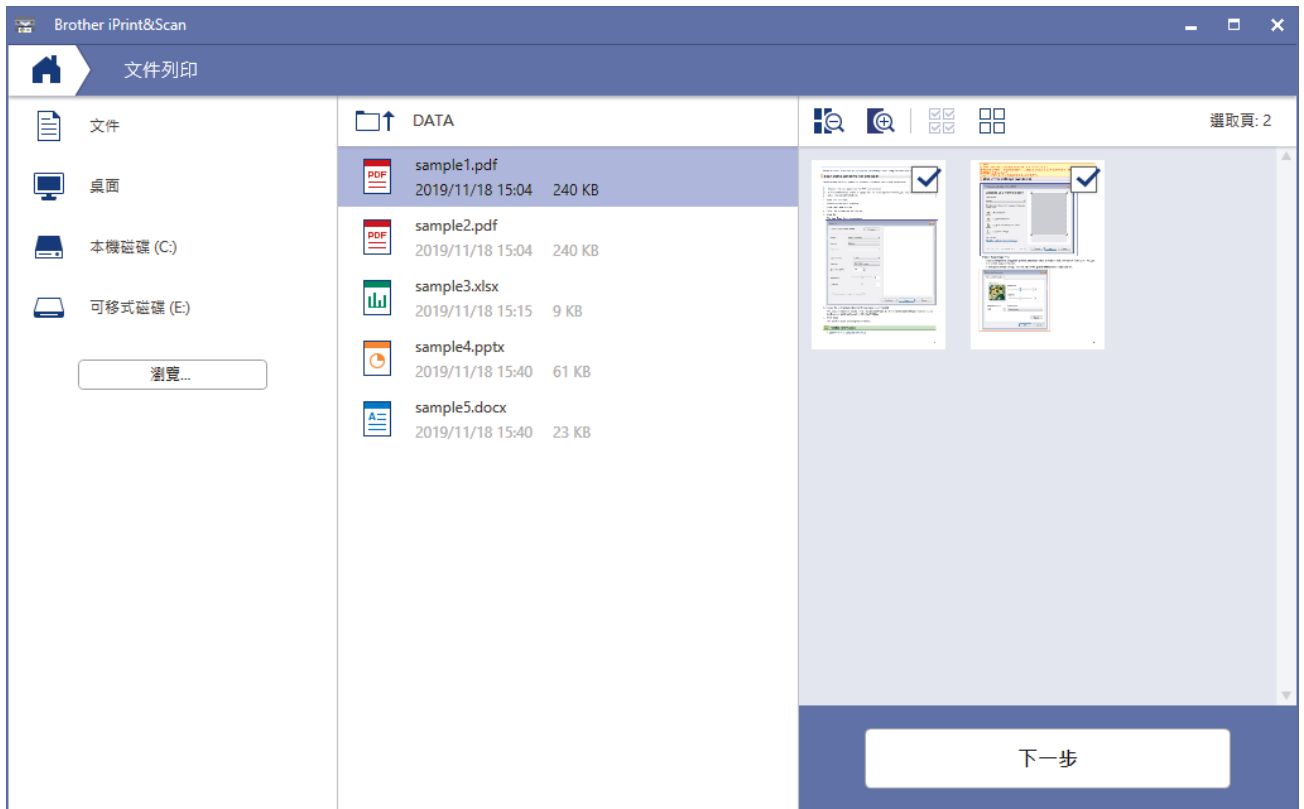 Brother iPrint&Scan
文件列印
文件
桌面
本機磁碟 (C:)
可移式磁碟 (E:)
瀏覽...
DATA
PDF
sample1.pdf
2019/11/18 15:04 240 KB
PDF
sample2.pdf
2019/11/18 15:04 240 KB
sample3.xlsx
2019/11/18 15:15 9 KB
sample4.pptx
2019/11/18 15:40 61 KB
A
sample5.docx
2019/11/18 15:40 23 KB
選取頁: 2
下一步